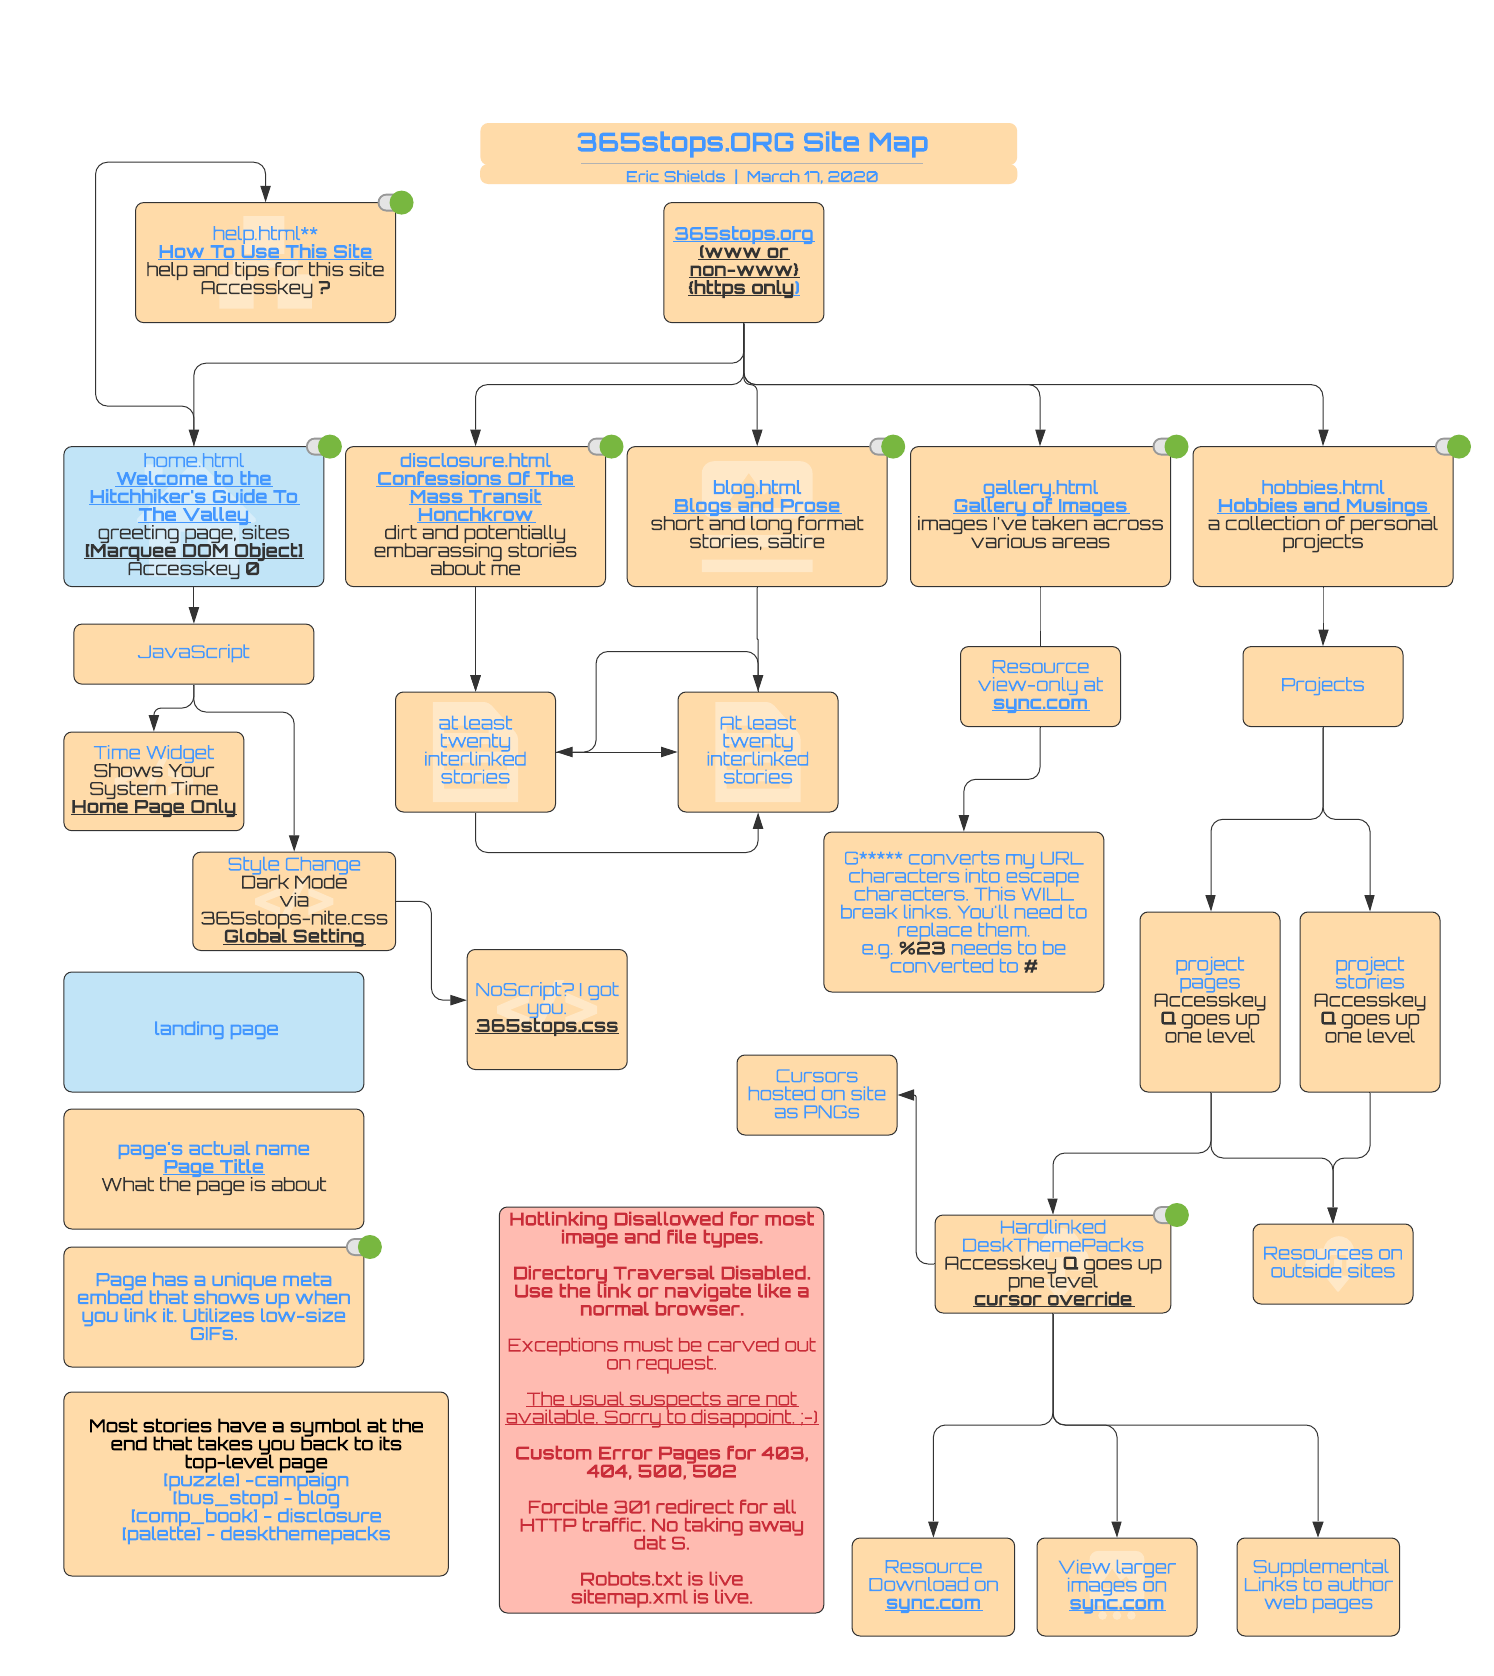 365stops.ORG Site Map
Eric Shields | March 17, 2020
help.html**
How To Use This Site
help and tips for this site
Accesskey ?
365stops.org
(www or
non-www)
(https only)
home.html
Welcome to the
Hitchhiker's Guide To
The Valley
greeting page, sites
[Marquee DOM Object]
Accesskey 0
disclosure.html
Confessions Of The
Mass Transit
Honchkrow
dirt and potentially
embarassing stories
about me
blog.html
Blogs and Prose
short and long format
stories, satire
gallery.html
Gallery of Images
images I've taken across
various areas
hobbies.html
Hobbies and Musings
a collection of personal
projects
JavaScript
Time Widget
Shows Your
System Time
Home Page Only
at least
twenty
interlinked
stories
At least
twenty
interlinked
stories
Resource
view-only at
sync.com
Projects
Style Change
Dark Mode
via
365stops-nite.css
Global Setting
G***** converts my URL
characters into escape
characters. This WILL
break links. You'll need to
replace them.
e.g. %23 needs to be
converted to #
NoScript? I got
you.
365stops.css
project
pages
Accesskey
Q goes up
one level
project
stories
Accesskey
Q goes up
one level
landing page
Cursors
hosted on site
as PNGs
page's actual name
Page Title
What the page is about
Hardlinked
DeskThemePacks
Accesskey Q goes up
pne level
cursor override
Resources on
outside sites
Page has a unique meta
embed that shows up when
you link it. Utilizes low-size
GIFs.
Hotlinking Disallowed for most
image and file types.
Directory Traversal Disabled.
Use the link or navigate like a
normal browser.
Exceptions must be carved out
on request.
The usual suspects are not
available. Sorry to disappoint. ;-)
Custom Error Pages for 403,
404, 500, 502
Forcible 301 redirect for all
HTTP traffic. No taking away
dat S.
Robots.txt is live
sitemap.xml is live.
Most stories have a symbol at the
end that takes you back to its
top-level page
[puzzle] -campaign
[bus_stop] - blog
[comp_book] - disclosure
[palette] - deskthemepacks
Resource
Download on
sync.com
View larger
images on
sync.com
Supplemental
Links to author
web pages